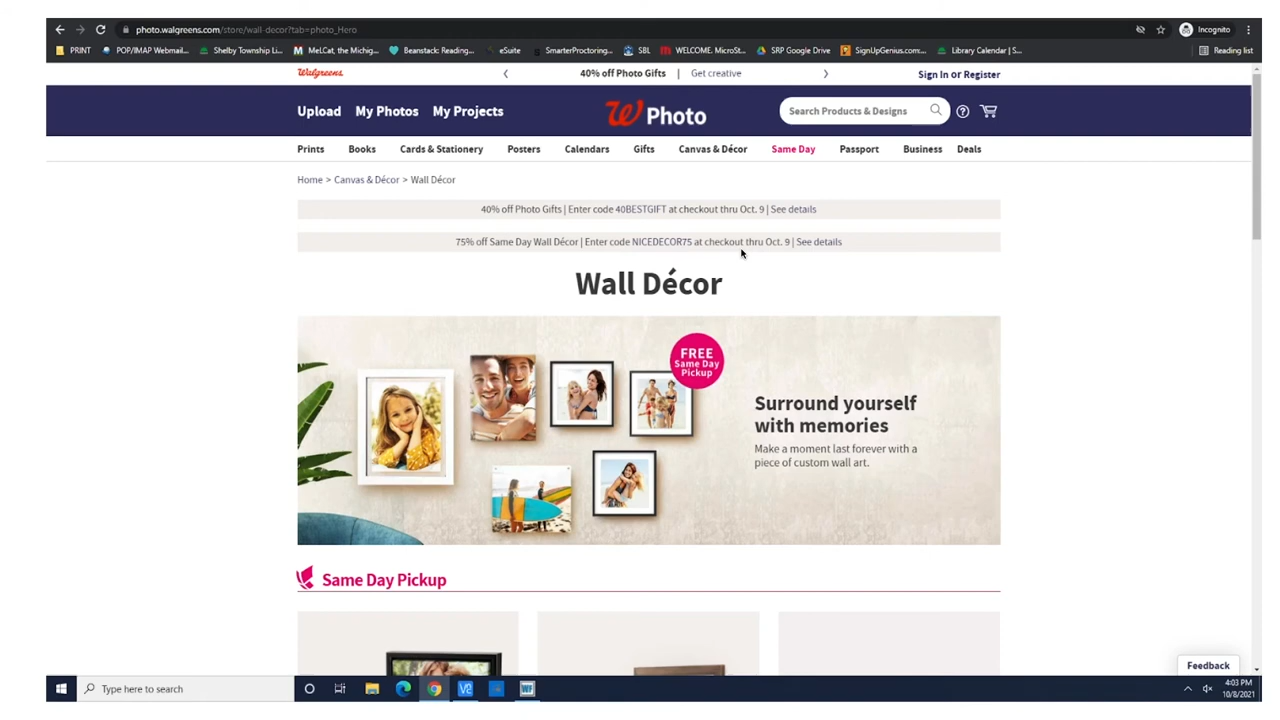 photo.walgreens.com/store/wall-decor?tab=photo_Hero
Incognito
PRINT
POP/IMAP Webmail...
Shelby Township Li...
MelCat, the Michig...
Beanstack: Reading...
eSuite
SmarterProctoring...
SBL
WELCOME. MicroSt...
SRP Google Drive
SignUpGenius.com:...
Library Calendar | S...
Reading list
Walgreens
40% off Photo Gifts | Get creative
Sign In or Register
Upload My Photos My Projects
W Photo
Search Products & Designs
Prints Books Cards & Stationery Posters Calendars Gifts Canvas & Décor Same Day Passport Business Deals
Home > Canvas & Décor > Wall Décor
40% off Photo Gifts | Enter code 40BESTGIFT at checkout thru Oct. 9 | See details
75% off Same Day Wall Décor | Enter code NICEDECOR75 at checkout thru Oct. 9 | See details
Wall Décor
FREE
Same Day
Pickup
Surround yourself
with memories
Make a moment last forever with a
piece of custom wall art.
Same Day Pickup
Feedback
Type here to search
4:03 PM
10/8/2021